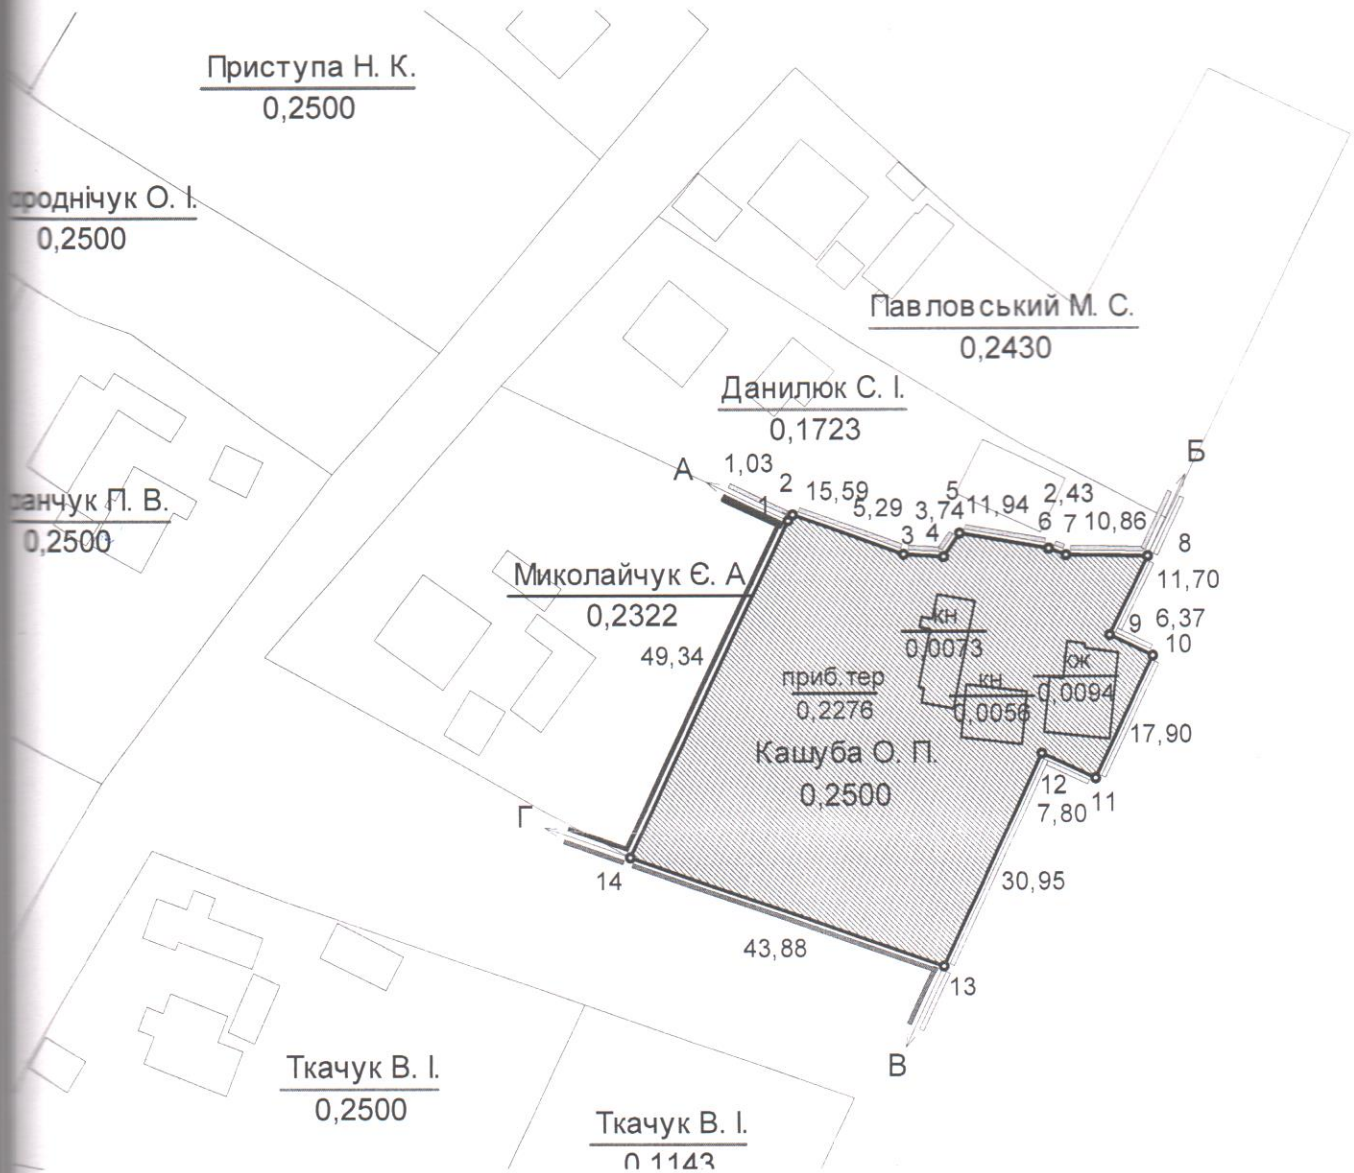 Приступа Н. К.
0,2500
роднічук О. І.
0,2500
Павловський М. С.
0,2430
Данилюк С. І.
0,1723
А
1,03
1
2
15,59
5,29
3
3,74
4
5
11,94
2,43
6
7
10,86
Б
8
анчук П. В.
0,2500
Миколайчук Є. А
0,2322
49,34
11,70
9
6,37
10
кн
0,0073
кж
0,0094
кн
0,0056
приб.тер
0,2276
17,90
Кашуба О. П.
0,2500
12
7,80
11
Г
14
30,95
43,88
13
В
Ткачук В. І.
0,2500
Ткачук В. І.
0,1143